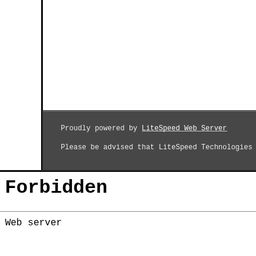 Proudly powered by LiteSpeed Web Server
Please be advised that LiteSpeed Technologies
Forbidden
Web server